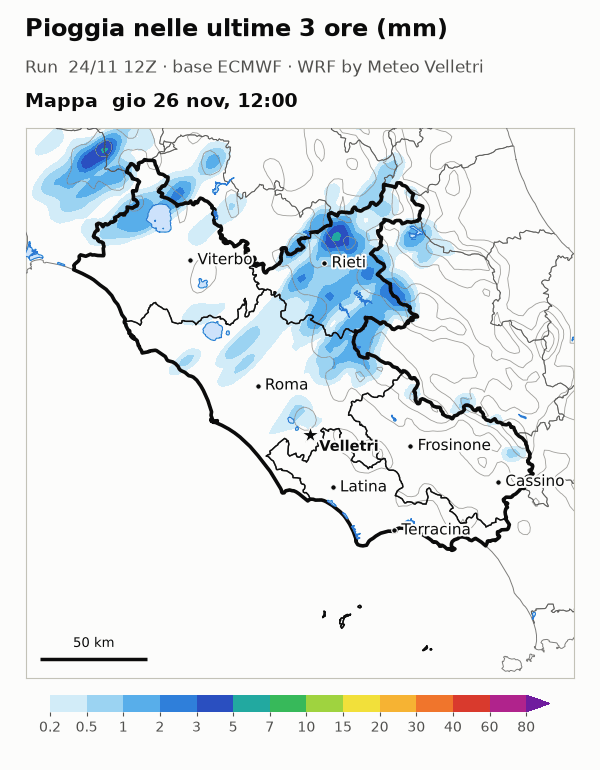 Pioggia nelle ultime 3 ore (mm)
Run  24/11 12Z · base ECMWF · WRF by Meteo Velletri
Mappa  gio 26 nov, 12:00
Viterbo
Rieti
Roma
Velletri
Frosinone
Latina
Cassino
Terracina
50 km
0.2 0.5 1 2 3 5 7 10 15 20 30 40 60 80